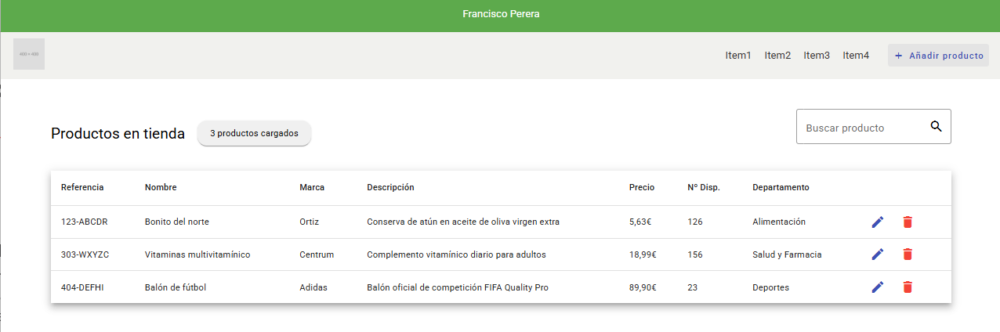 Francisco Perera
400 × 400
Item1 Item2 Item3 Item4 + Añadir producto
Productos en tienda 3 productos cargados Buscar producto
Referencia Nombre Marca Descripción Precio Nº Disp. Departamento
123-ABCDR Bonito del norte Ortiz Conserva de atún en aceite de oliva virgen extra 5,63€ 126 Alimentación
303-WXYZC Vitaminas multivitamínico Centrum Complemento vitamínico diario para adultos 18,99€ 156 Salud y Farmacia
404-DEFHI Balón de fútbol Adidas Balón oficial de competición FIFA Quality Pro 89,90€ 23 Deportes